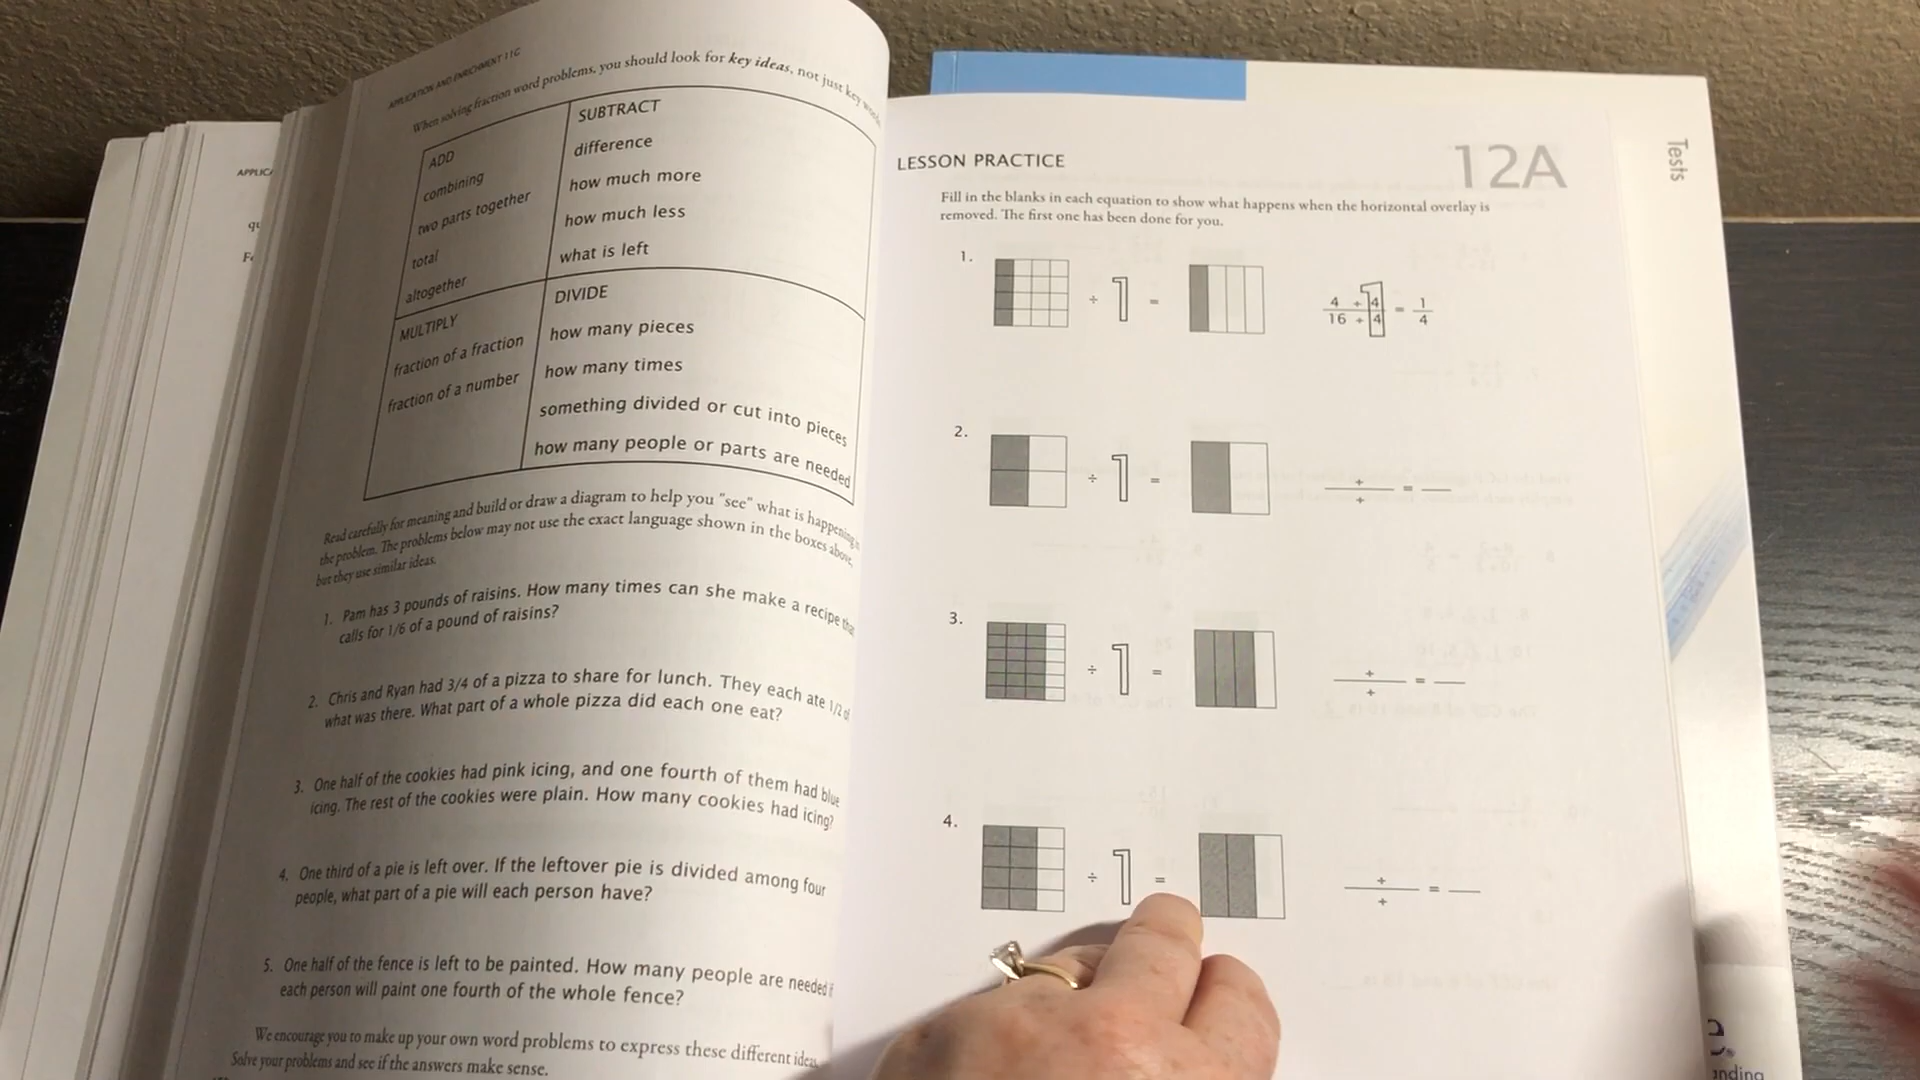 APPLICATION AND ENRICHMENT 11G
When solving fraction word problems, you should look for key ideas, not just key words.
ADD
combining
two parts together
total
altogether
SUBTRACT
difference
how much more
how much less
what is left
MULTIPLY
fraction of a fraction
fraction of a number
DIVIDE
how many pieces
how many times
something divided or cut into pieces
how many people or parts are needed
Read carefully for meaning and build or draw a diagram to help you "see" what is happening in
the problem. The problems below may not use the exact language shown in the boxes above,
but they use similar ideas.
1. Pam has 3 pounds of raisins. How many times can she make a recipe that
calls for 1/6 of a pound of raisins?
2. Chris and Ryan had 3/4 of a pizza to share for lunch. They each ate 1/2 of
what was there. What part of a whole pizza did each one eat?
3. One half of the cookies had pink icing, and one fourth of them had blue
icing. The rest of the cookies were plain. How many cookies had icing?
4. One third of a pie is left over. If the leftover pie is divided among four
people, what part of a pie will each person have?
5. One half of the fence is left to be painted. How many people are needed if
each person will paint one fourth of the whole fence?
We encourage you to make up your own word problems to express these different ideas.
Solve your problems and see if the answers make sense.
LESSON PRACTICE
12A
Fill in the blanks in each equation to show what happens when the horizontal overlay is
removed. The first one has been done for you.
1. ÷ 1 =
4 ÷ 4 = 1
16 ÷ 4 4
2. ÷ 1 =
÷ =
÷
3. ÷ 1 =
÷ =
÷
4. ÷ 1 =
÷ =
÷
Tests